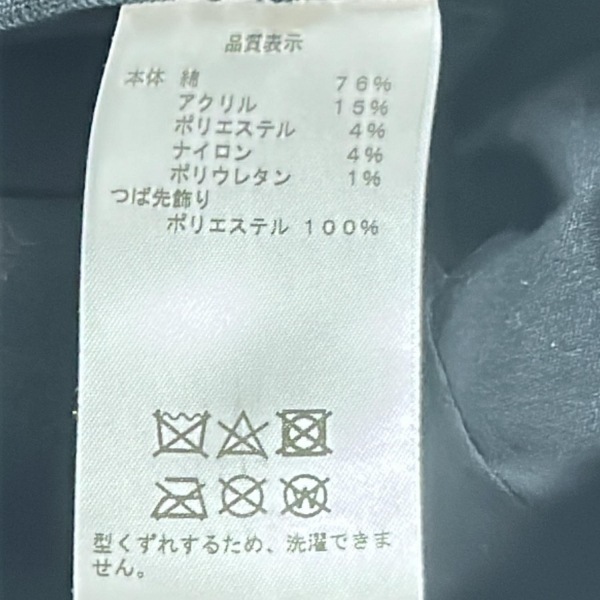 品質表示
本体 綿 76%
アクリル 15%
ポリエステル 4%
ナイロン 4%
ポリウレタン 1%
つば先飾り
ポリエステル 100%
型くずれするため、洗濯できま
せん。